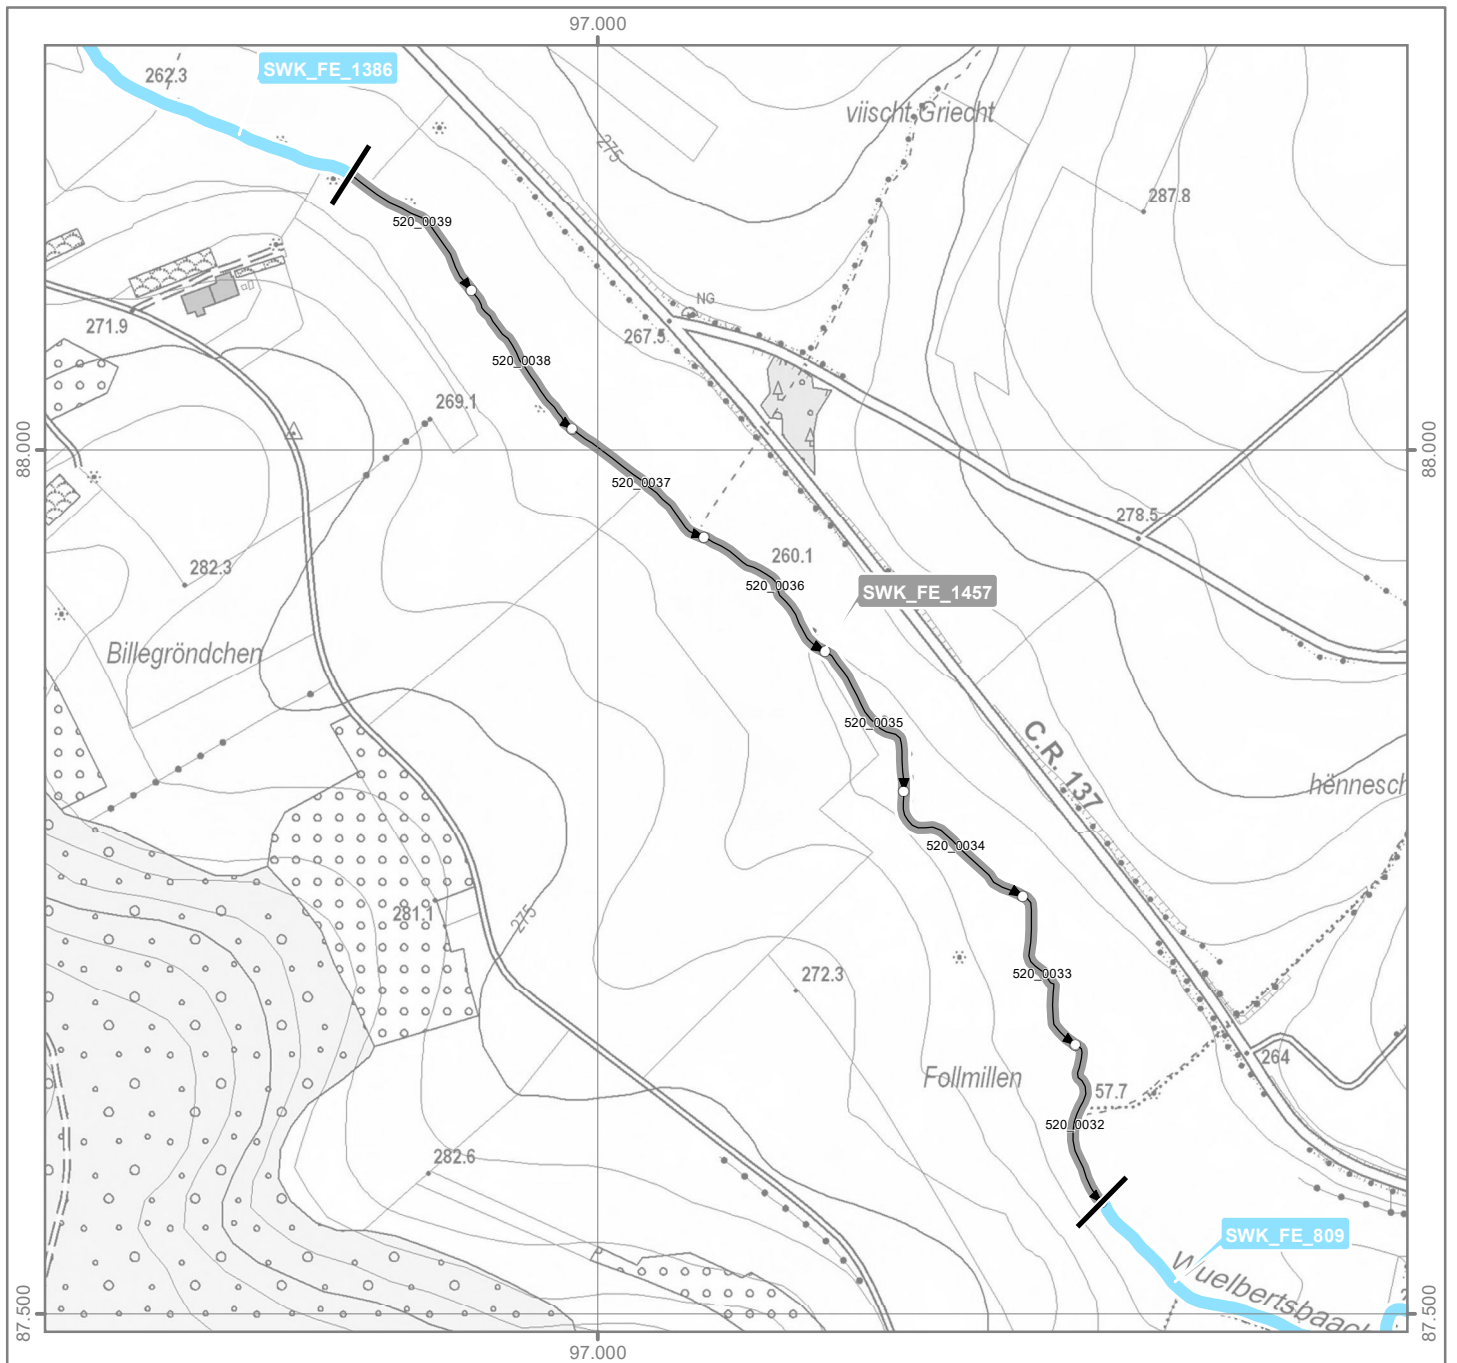 97.000
SWK_FE_1386
262.3
viischt Griecht
275
287.8
520_0039
NG
271.9
267.5
520_0038
269.1
88.000
88.000
520_0037
278.5
260.1
282.3
520_0036
SWK_FE_1457
Billegröndchen
520_0035
C.R. 137
hënnesch
520_0034
281.1
275
272.3
520_0033
264
Follmillen
57.7
520_0032
282.6
SWK_FE_809
Wuelbertsbaach
87.500
87.500
97.000